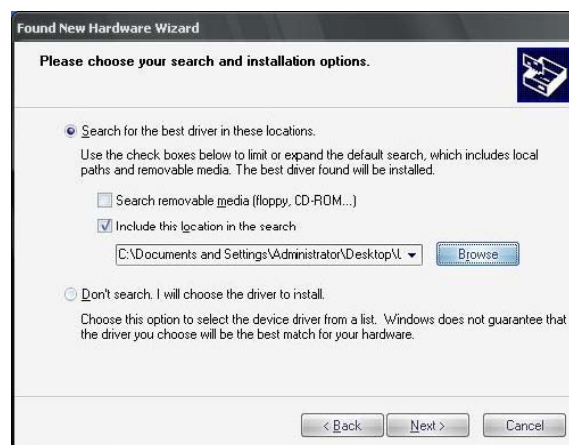 Found New Hardware Wizard
Please choose your search and installation options.
Search for the best driver in these locations.
Use the check boxes below to limit or expand the default search, which includes local
paths and removable media. The best driver found will be installed.
Search removable media (floppy, CD-ROM...)
Include this location in the search
C:\Documents and Settings\Administrator\Desktop\L
Browse
Don't search. I will choose the driver to install.
Choose this option to select the device driver from a list. Windows does not guarantee that
the driver you choose will be the best match for your hardware.
< Back Next > Cancel